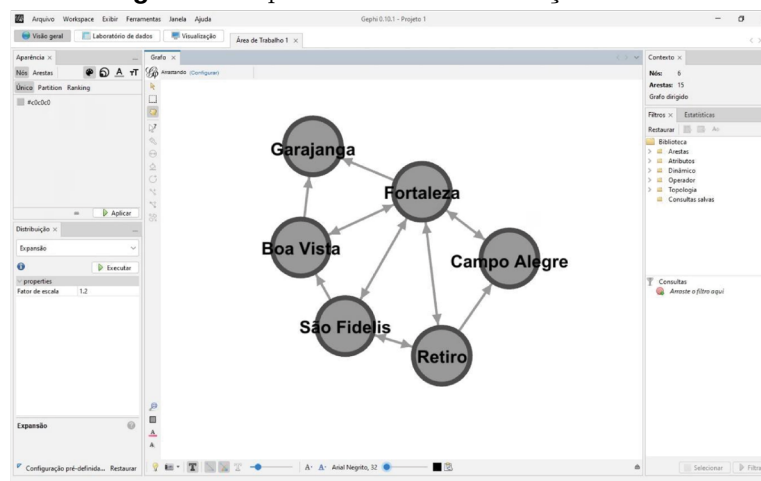 Arquivo Workspace Exibir Ferramentas Janela Ajuda
Gephi 0.10.1 - Projeto 1
Visão geral Laboratório de dados Visualização
Área de Trabalho 1 ×
Aparência ×
Nós Arestas
Único Partition Ranking
#c0c0c0
Aplicar
Distribuição ×
Expansão
Executar
properties
Fator de escala 1.2
Expansão
Configuração pré-definida... Restaurar
Grafo ×
Arrastando (Configurar)
Garajanga
Fortaleza
Boa Vista
Campo Alegre
São Fidelis
Retiro
Arial Negrito, 32
Contexto ×
Nós: 6
Arestas: 15
Grafo dirigido
Filtros × Estatísticas
Restaurar
Biblioteca
Arestas
Atributos
Dinâmico
Operador
Topologia
Consultas salvas
Consultas
Arraste o filtro aqui
Selecionar Filtra